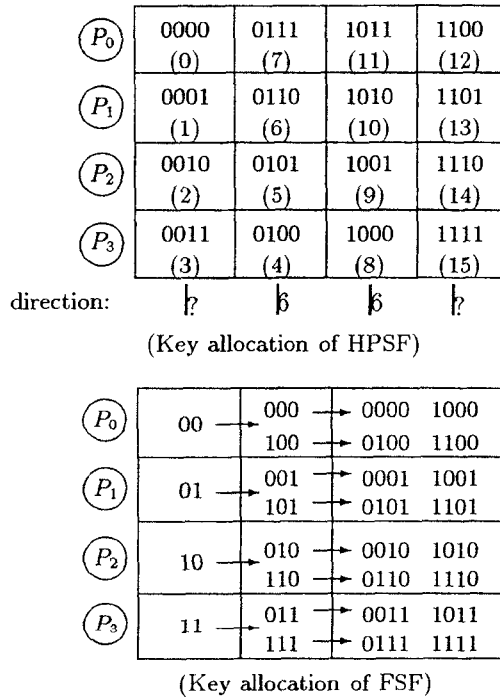 P0 0000 0111 1011 1100
(0) (7) (11) (12)
P1 0001 0110 1010 1101
(1) (6) (10) (13)
P2 0010 0101 1001 1110
(2) (5) (9) (14)
P3 0011 0100 1000 1111
(3) (4) (8) (15)
direction: ? 6 6 ?
(Key allocation of HPSF)
P0 00 000 0000 1000
100 0100 1100
P1 01 001 0001 1001
101 0101 1101
P2 10 010 0010 1010
110 0110 1110
P3 11 011 0011 1011
111 0111 1111
(Key allocation of FSF)